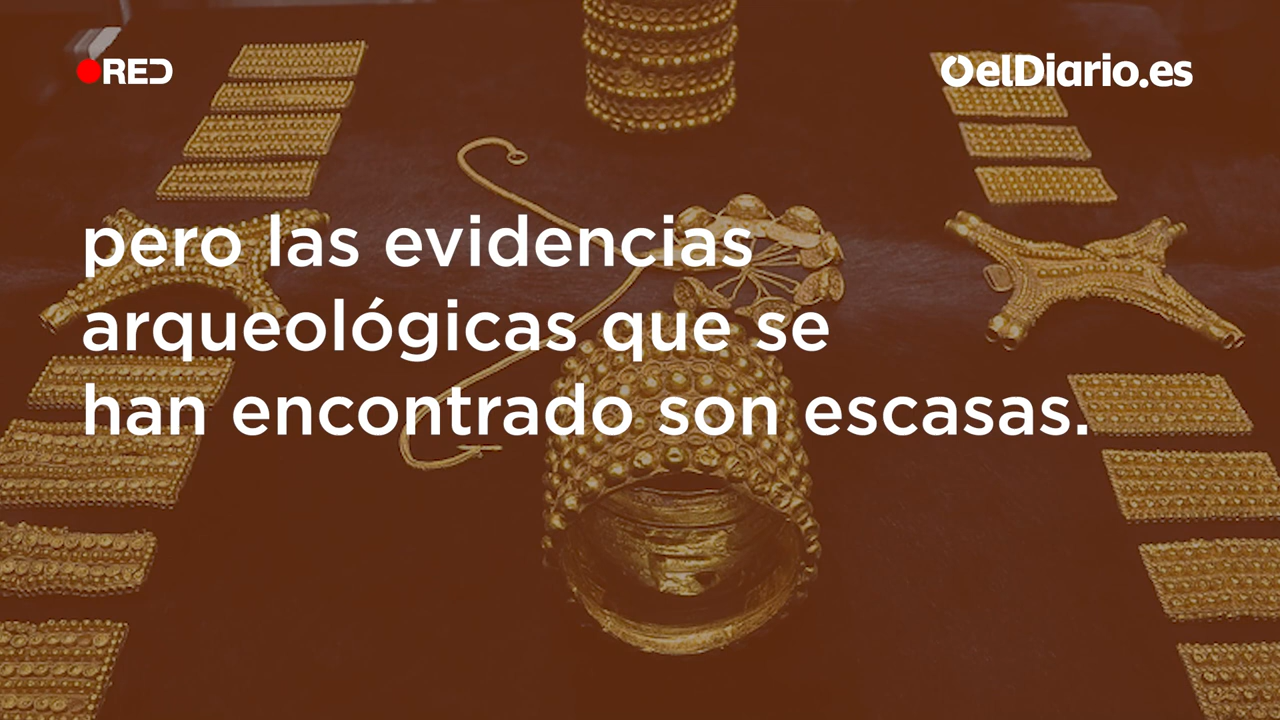 RED
elDiario.es
pero las evidencias
arqueológicas que se
han encontrado son escasas.